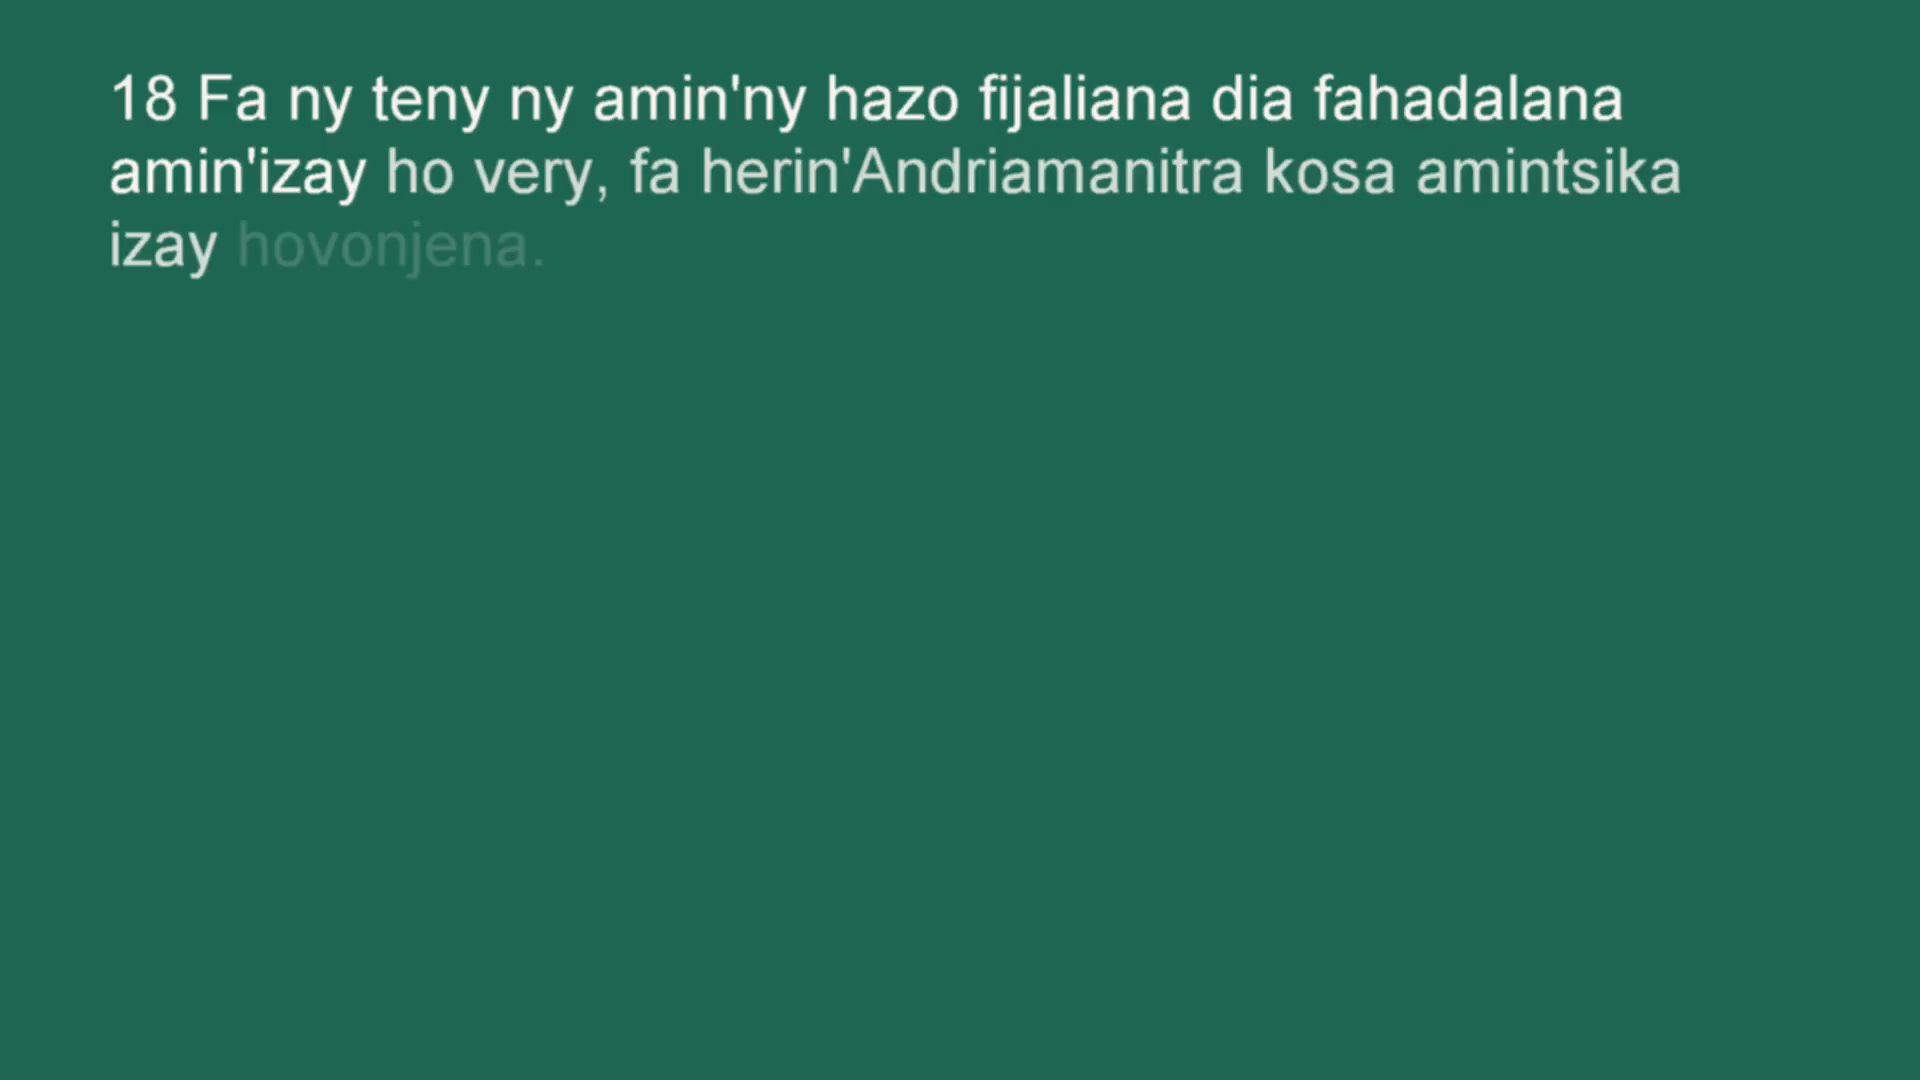 18 Fa ny teny ny amin'ny hazo fijaliana dia fahadalana
amin'izay ho very, fa herin'Andriamanitra kosa amintsika
izay hovonjena.